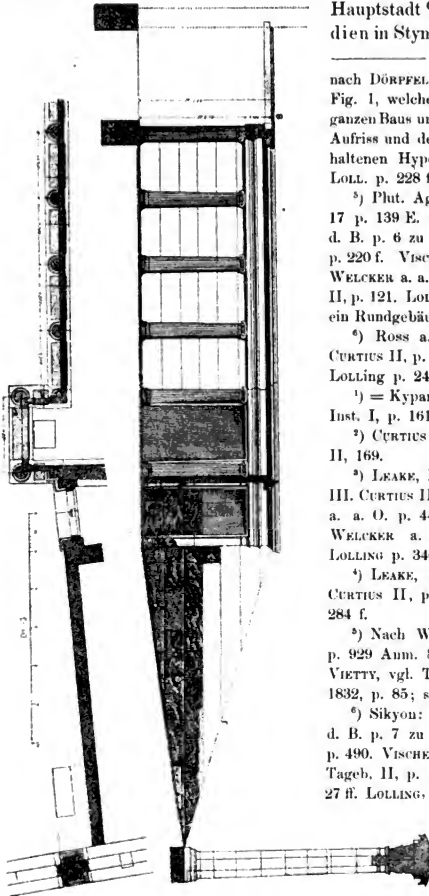 Hauptstadt
dien in Stym
nach DÖRPFEL
Fig. 1, welche
ganzen Baus un
Aufriss und de
haltenen Hype
LOLL. p. 228 f
⁵) Plut. Ag
17 p. 139 E.
d. B. p. 6 zu
p. 220 f. VISC
WELCKER a. a.
II, p. 121. LOL
ein Rundgebäu
⁶) ROSS a.
CURTIUS II, p.
LOLLING p. 24
¹) = Kypar
Inst. I, p. 161
²) CURTIUS
II, 169.
³) LEAKE,
III. CURTIUS II
a. a. O. p. 4
WELCKER a.
LOLLING p. 34
⁴) LEAKE,
CURTIUS II, p
284 f.
⁵) Nach W
p. 929 Anm.
VIETTY, vgl. T
1832, p. 85; s
⁶) Sikyon:
d. B. p. 7 zu
p. 490. VISCHE
Tageb. II, p.
27 ff. LOLLING,